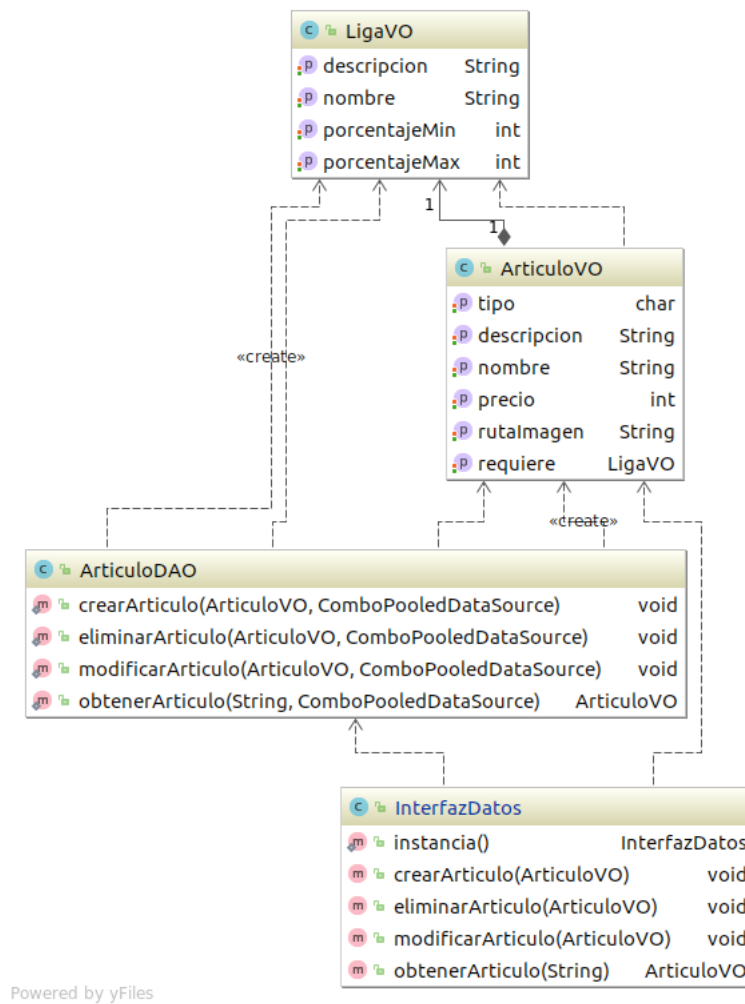 LigaVO
descripcion String
nombre String
porcentajeMin int
porcentajeMax int
1
1
ArticuloVO
tipo char
descripcion String
nombre String
precio int
rutaImagen String
requiere LigaVO
«create»
«create»
ArticuloDAO
crearArticulo(ArticuloVO, ComboPooledDataSource) void
eliminarArticulo(ArticuloVO, ComboPooledDataSource) void
modificarArticulo(ArticuloVO, ComboPooledDataSource) void
obtenerArticulo(String, ComboPooledDataSource) ArticuloVO
InterfazDatos
instancia() InterfazDatos
crearArticulo(ArticuloVO) void
eliminarArticulo(ArticuloVO) void
modificarArticulo(ArticuloVO) void
obtenerArticulo(String) ArticuloVO
Powered by yFiles